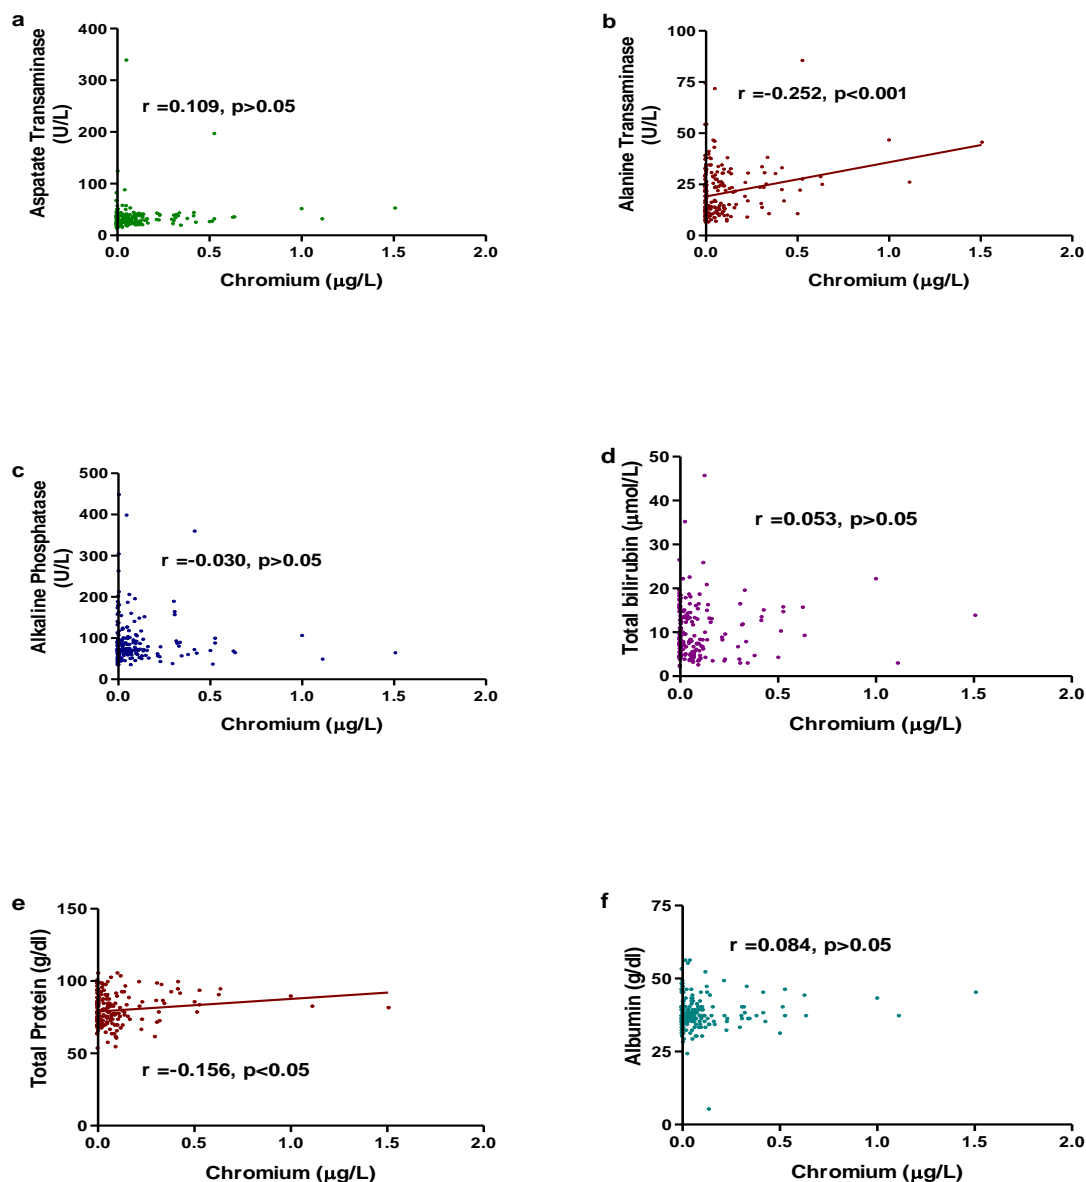 a
400
300
200
100
0
0.0 0.5 1.0 1.5 2.0
Aspatate Transaminase
(U/L)
r =0.109, p>0.05
Chromium (μg/L)
b
100
75
50
25
0
0.0 0.5 1.0 1.5 2.0
Alanine Transaminase
(U/L)
r =-0.252, p<0.001
Chromium (μg/L)
c
500
400
300
200
100
0
0.0 0.5 1.0 1.5 2.0
Alkaline Phosphatase
(U/L)
r =-0.030, p>0.05
Chromium (μg/L)
d
50
40
30
20
10
0
0.0 0.5 1.0 1.5 2.0
Total bilirubin (μmol/L)
r =0.053, p>0.05
Chromium (μg/L)
e
150
100
50
0
0.0 0.5 1.0 1.5 2.0
Total Protein (g/dl)
r =-0.156, p<0.05
Chromium (μg/L)
f
75
50
25
0
0.0 0.5 1.0 1.5 2.0
Albumin (g/dl)
r =0.084, p>0.05
Chromium (μg/L)